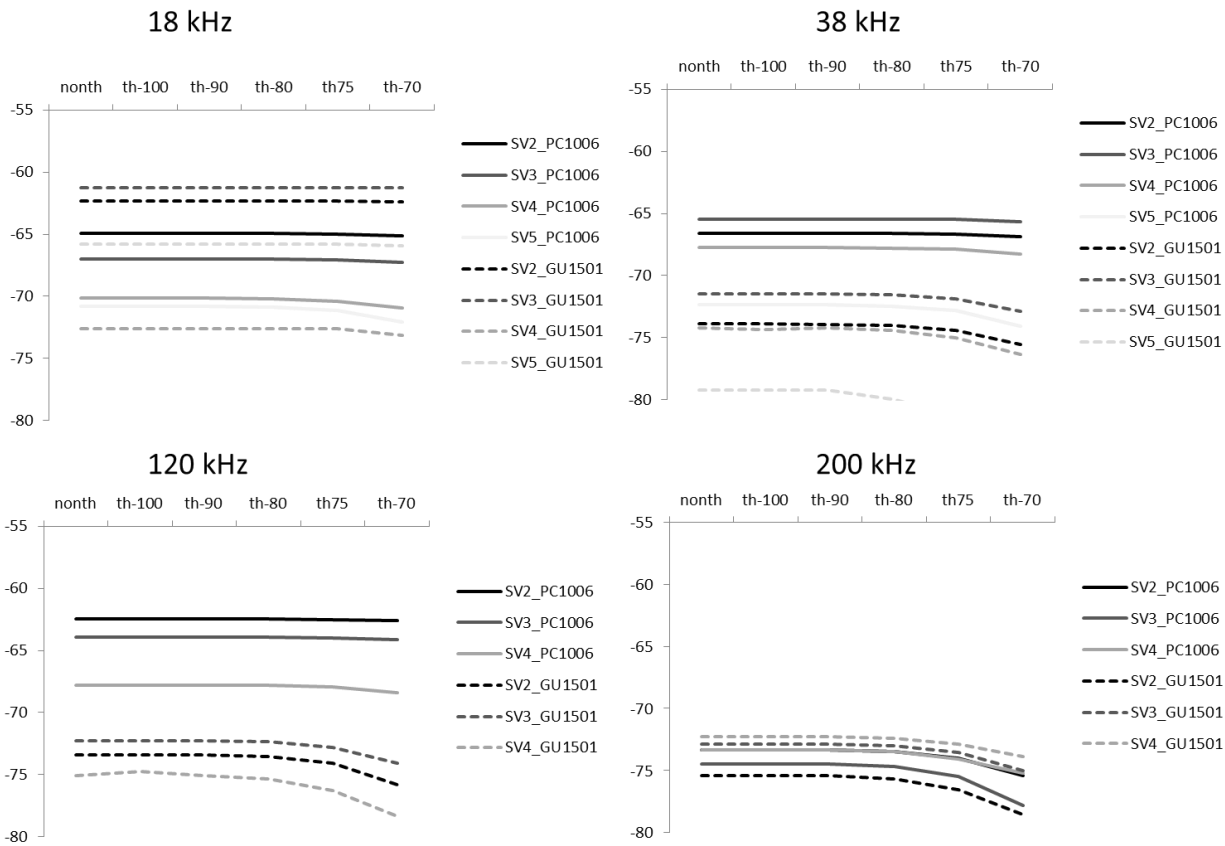 18 kHz
nonth th-100 th-90 th-80 th75 th-70
-55
-60
-65
-70
-75
-80
SV2_PC1006
SV3_PC1006
SV4_PC1006
SV5_PC1006
SV2_GU1501
SV3_GU1501
SV4_GU1501
SV5_GU1501
38 kHz
nonth th-100 th-90 th-80 th75 th-70
-55
-60
-65
-70
-75
-80
SV2_PC1006
SV3_PC1006
SV4_PC1006
SV5_PC1006
SV2_GU1501
SV3_GU1501
SV4_GU1501
SV5_GU1501
120 kHz
nonth th-100 th-90 th-80 th75 th-70
-55
-60
-65
-70
-75
-80
SV2_PC1006
SV3_PC1006
SV4_PC1006
SV2_GU1501
SV3_GU1501
SV4_GU1501
200 kHz
nonth th-100 th-90 th-80 th75 th-70
-55
-60
-65
-70
-75
-80
SV2_PC1006
SV3_PC1006
SV4_PC1006
SV2_GU1501
SV3_GU1501
SV4_GU1501